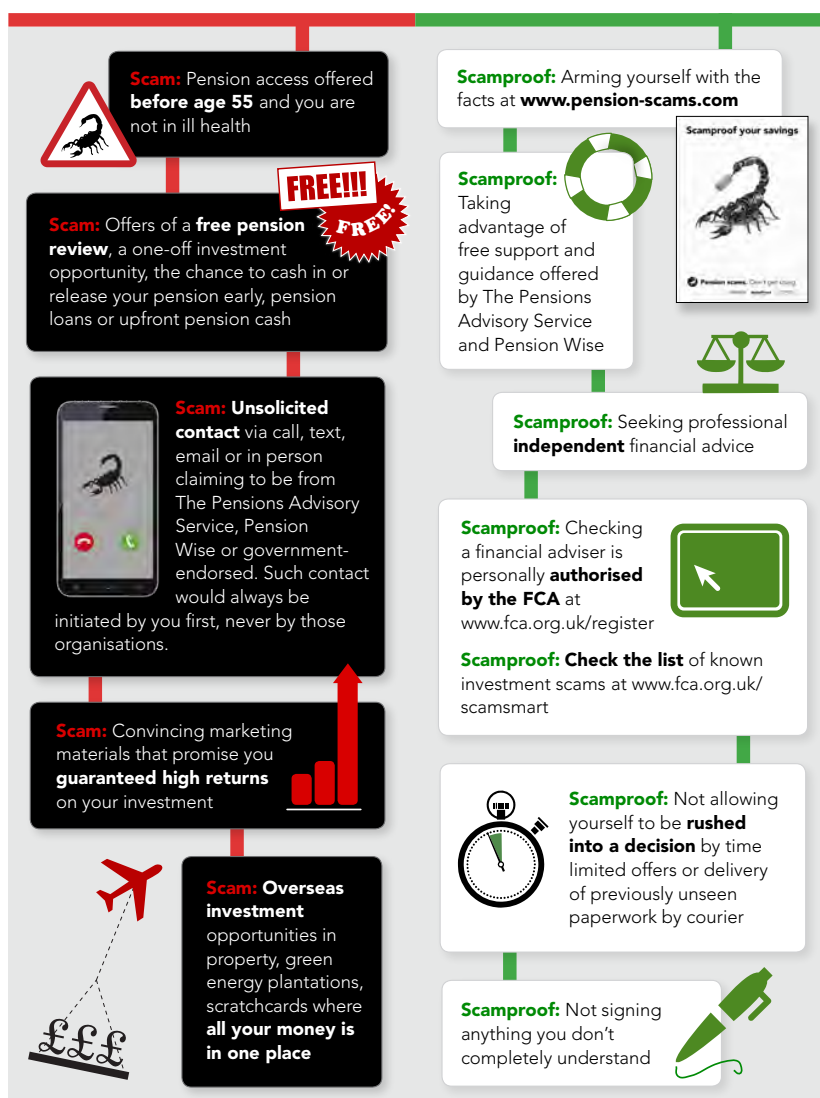 Scam: Pension access offered
before age 55 and you are
not in ill health
FREE!!!
FREE!
Scam: Offers of a free pension
review, a one-off investment
opportunity, the chance to cash in or
release your pension early, pension
loans or upfront pension cash
Scam: Unsolicited
contact via call, text,
email or in person
claiming to be from
The Pensions Advisory
Service, Pension
Wise or government-
endorsed. Such contact
would always be
initiated by you first, never by those
organisations.
Scam: Convincing marketing
materials that promise you
guaranteed high returns
on your investment
Scam: Overseas
investment
opportunities in
property, green
energy plantations,
scratchcards where
all your money is
in one place
£££
Scamproof: Arming yourself with the
facts at www.pension-scams.com
Scamproof your savings
Pension scams. Don't get stung
Scamproof:
Taking
advantage of
free support and
guidance offered
by The Pensions
Advisory Service
and Pension Wise
Scamproof: Seeking professional
independent financial advice
Scamproof: Checking
a financial adviser is
personally authorised
by the FCA at
www.fca.org.uk/register
Scamproof: Check the list of known
investment scams at www.fca.org.uk/
scamsmart
Scamproof: Not allowing
yourself to be rushed
into a decision by time
limited offers or delivery
of previously unseen
paperwork by courier
Scamproof: Not signing
anything you don't
completely understand